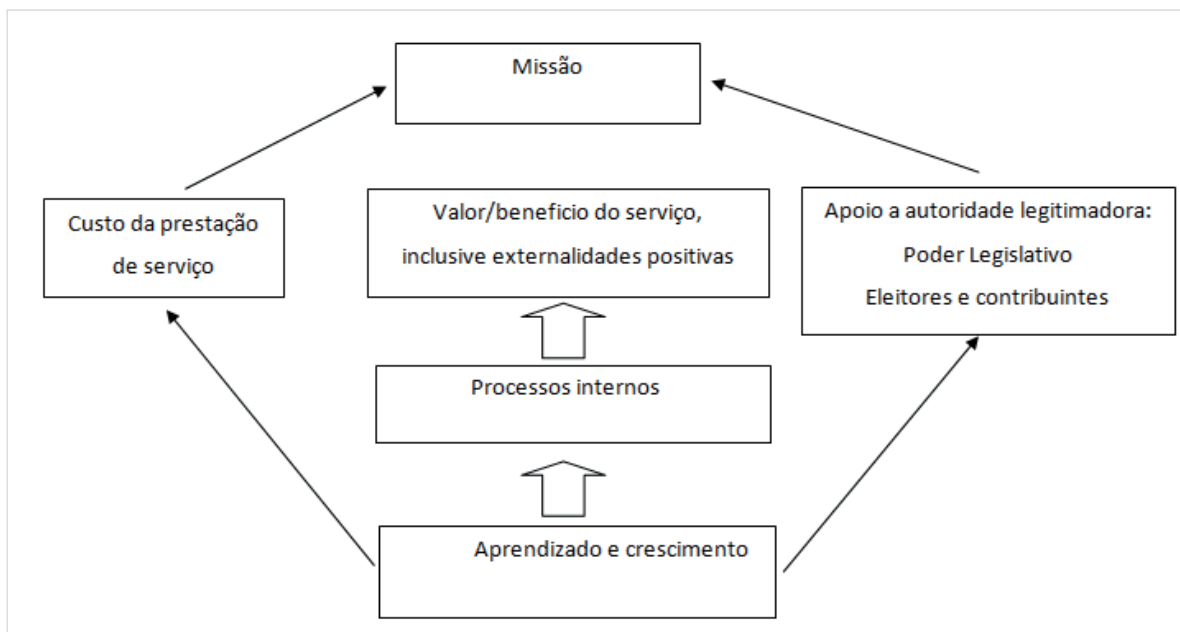 Missão
Custo da prestação
de serviço
Valor/beneficio do serviço,
inclusive externalidades positivas
Apoio a autoridade legitimadora:
Poder Legislativo
Eleitores e contribuintes
Processos internos
Aprendizado e crescimento